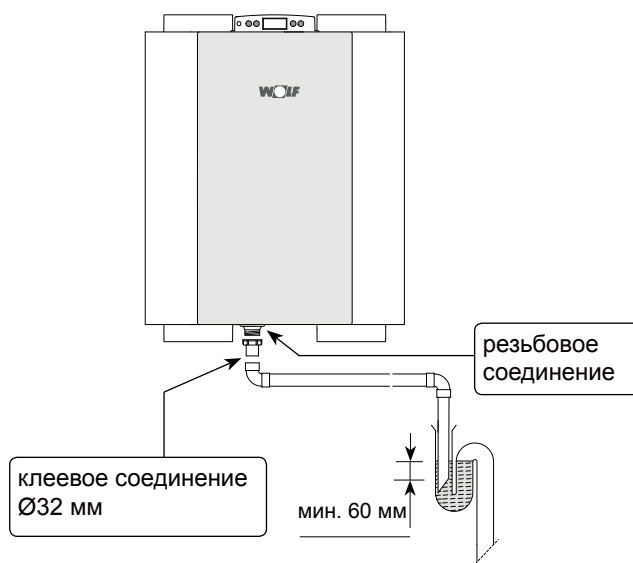 WOLF
резьбовое
соединение
клеевое соединение
Ø32 мм
мин. 60 мм